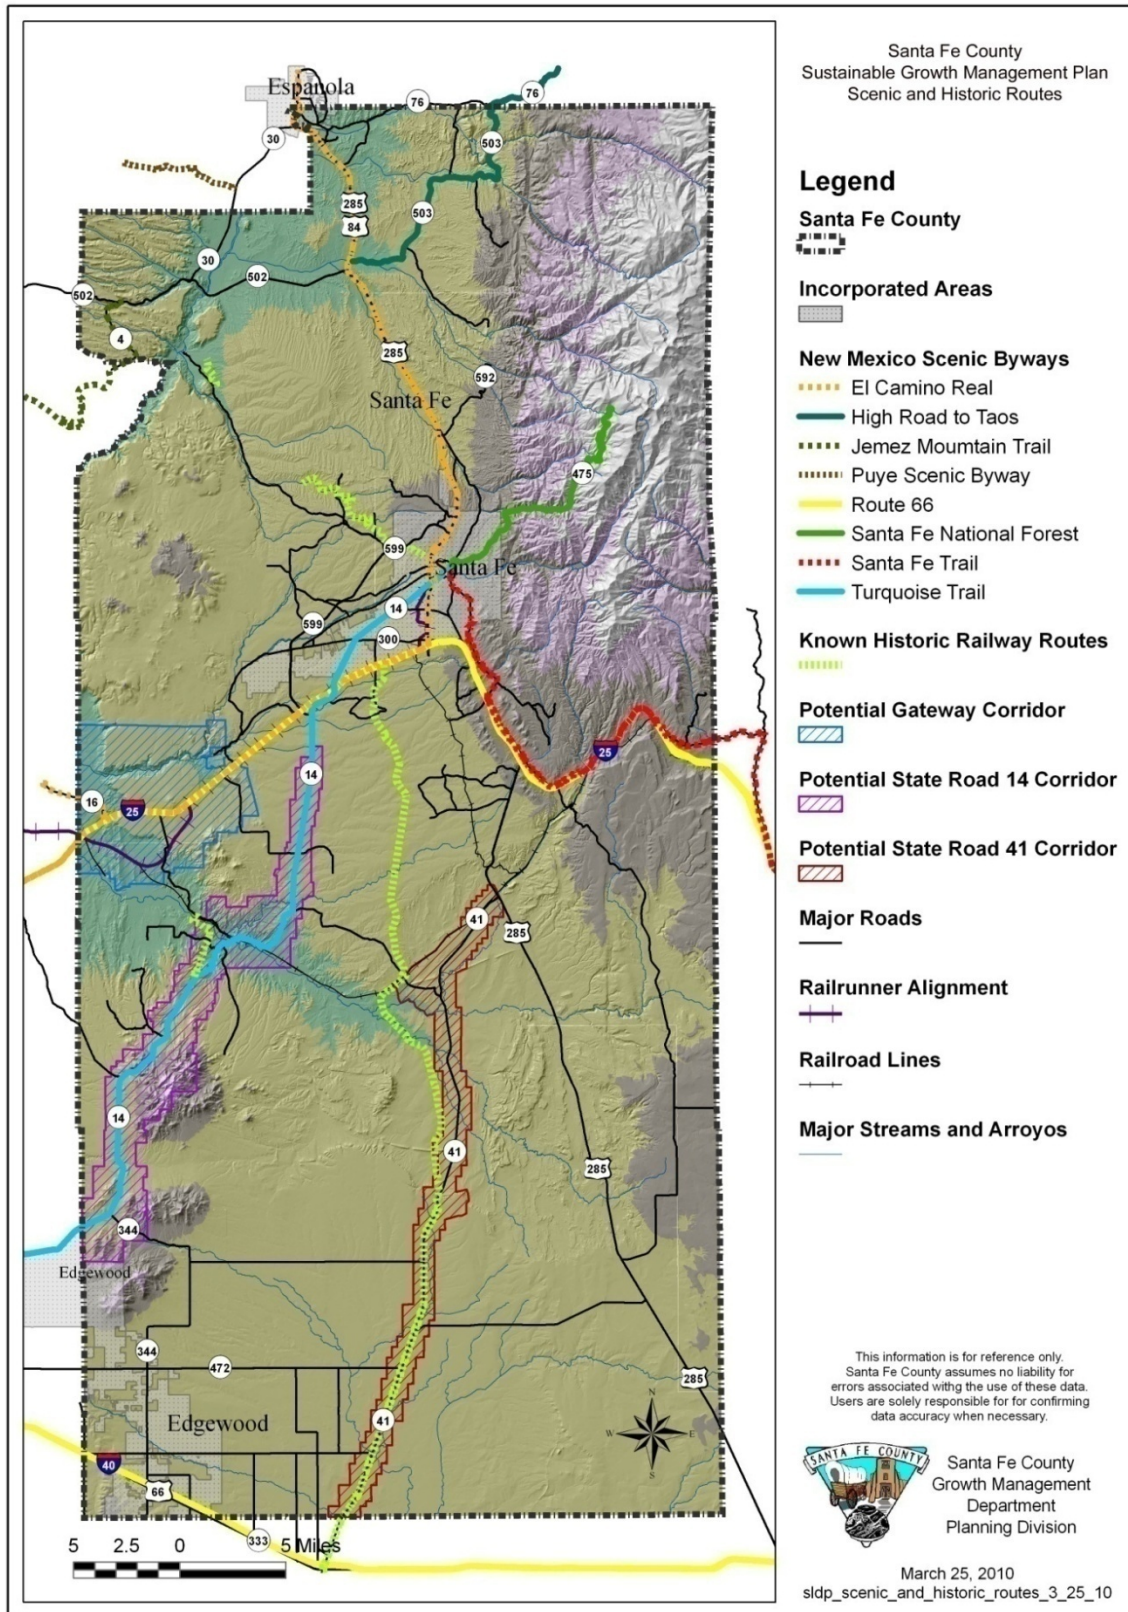 Santa Fe County
Sustainable Growth Management Plan
Scenic and Historic Routes
Legend
Santa Fe County
Incorporated Areas
New Mexico Scenic Byways
El Camino Real
High Road to Taos
Jemez Moumtain Trail
Puye Scenic Byway
Route 66
Santa Fe National Forest
Santa Fe Trail
Turquoise Trail
Known Historic Railway Routes
Potential Gateway Corridor
Potential State Road 14 Corridor
Potential State Road 41 Corridor
Major Roads
Railrunner Alignment
Railroad Lines
Major Streams and Arroyos
This information is for reference only.
Santa Fe County assumes no liability for
errors associated withg the use of these data.
Users are solely responsible for for confirming
data accuracy when necessary.
SANTA FE COUNTY
Santa Fe County
Growth Management
Department
Planning Division
March 25, 2010
sldp_scenic_and_historic_routes_3_25_10
Espanola
76
76
30
503
285
503
84
30
502
502
4
285
592
Santa Fe
475
599
Santa Fe
14
599
300
25
14
16
25
41
285
14
41
285
344
Edgewood
344
472
285
41
Edgewood
40
66
333
N
W
E
S
5 2.5 0 5 Miles